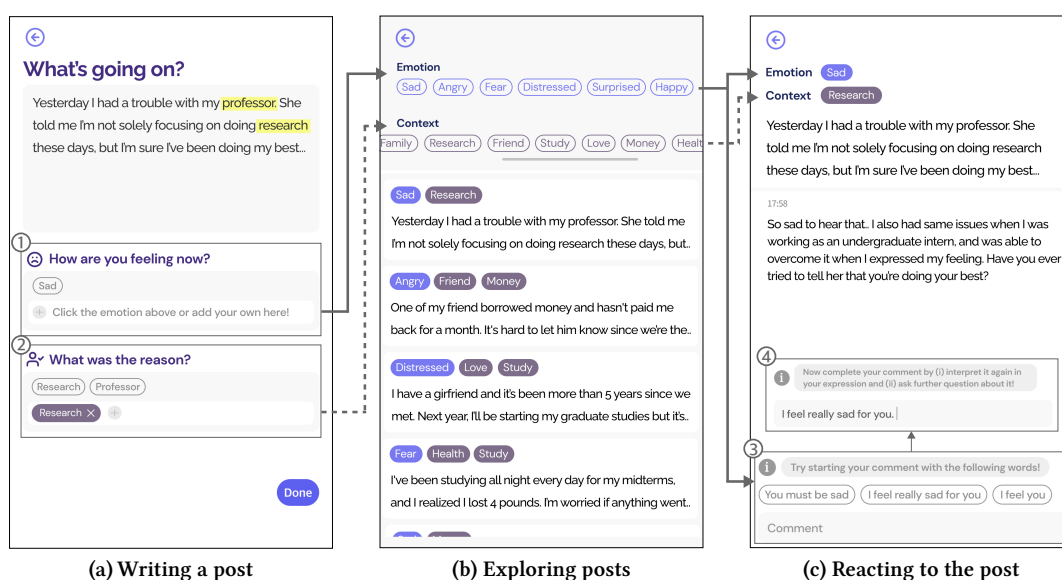 What's going on?
Yesterday I had a trouble with my professor. She
told me I'm not solely focusing on doing research
these days, but I'm sure I've been doing my best...
1
How are you feeling now?
Sad
+ Click the emotion above or add your own here!
2
What was the reason?
Research Professor
Research × +
Done
(a) Writing a post
Emotion
Sad Angry Fear Distressed Surprised Happy
Context
Family Research Friend Study Love Money Healt
Sad Research
Yesterday I had a trouble with my professor. She told me
I'm not solely focusing on doing research these days, but..
Angry Friend Money
One of my friend borrowed money and hasn't paid me
back for a month. It's hard to let him know since we're the..
Distressed Love Study
I have a girlfriend and it's been more than 5 years since we
met. Next year, I'll be starting my graduate studies but it's..
Fear Health Study
I've been studying all night every day for my midterms,
and I realized I lost 4 pounds. I'm worried if anything went..
(b) Exploring posts
Emotion Sad
Context Research
Yesterday I had a trouble with my professor. She
told me I'm not solely focusing on doing research
these days, but I'm sure I've been doing my best...
17:58
So sad to hear that.. I also had same issues when I was
working as an undergraduate intern, and was able to
overcome it when I expressed my feeling. Have you ever
tried to tell her that you're doing your best?
4
i Now complete your comment by (i) interpret it again in
your expression and (ii) ask further question about it!
I feel really sad for you.
3
i Try starting your comment with the following words!
You must be sad I feel really sad for you I feel you
Comment
(c) Reacting to the post